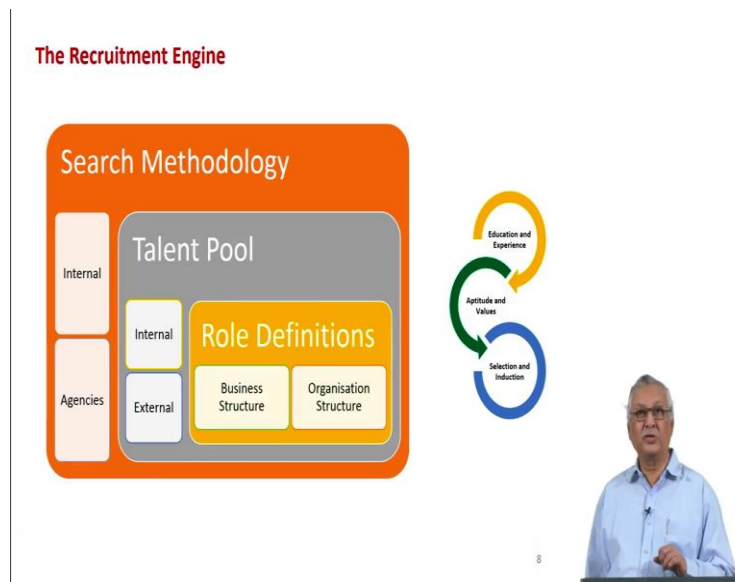 The Recruitment Engine
Search Methodology
Internal
Agencies
Talent Pool
Internal
External
Role Definitions
Business
Structure
Organisation
Structure
Education and
Experience
Aptitude and
Values
Selection and
Induction
8